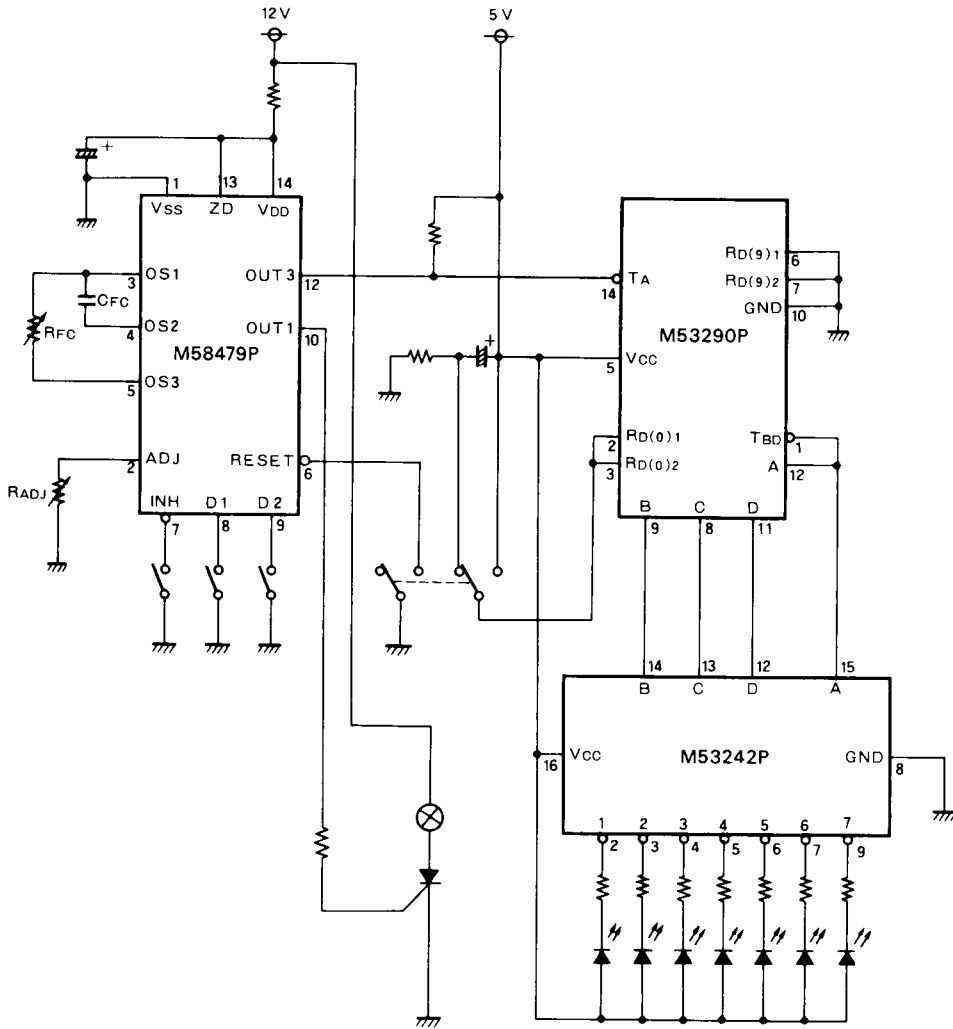 12 V
5 V
+
1
13
14
VSS
ZD
VDD
3
OS1
OUT3
12
CFC
4
OS2
OUT1
10
RFC
M58479P
5
OS3
2
ADJ
RESET
6
RADJ
INH
D1
D2
7
8
9
+
14
TA
RD(9)1
6
RD(9)2
7
GND
10
M53290P
5
VCC
2
RD(0)1
3
RD(0)2
TBD
1
A
12
B
C
D
9
8
11
14
13
12
15
B
C
D
A
16
VCC
M53242P
GND
8
1
2
3
4
5
6
7
2
3
4
5
6
7
9